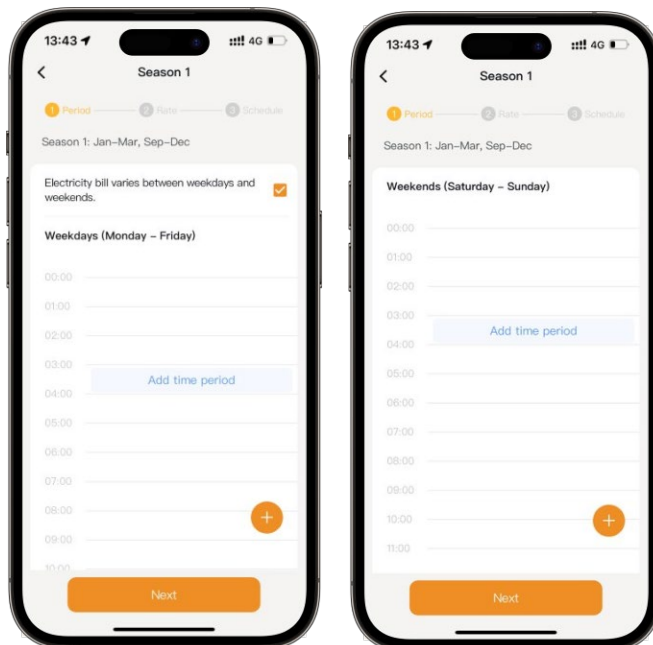 13:43 4G
Season 1
1 Period 2 Rate 3 Schedule
Season 1: Jan–Mar, Sep–Dec
Electricity bill varies between weekdays and
weekends.
Weekdays (Monday – Friday)
00:00
01:00
02:00
03:00
Add time period
04:00
05:00
06:00
07:00
08:00
09:00
10:00
Next
13:43 4G
Season 1
1 Period 2 Rate 3 Schedule
Season 1: Jan–Mar, Sep–Dec
Weekends (Saturday – Sunday)
00:00
01:00
02:00
03:00
Add time period
04:00
05:00
06:00
07:00
08:00
09:00
10:00
11:00
Next